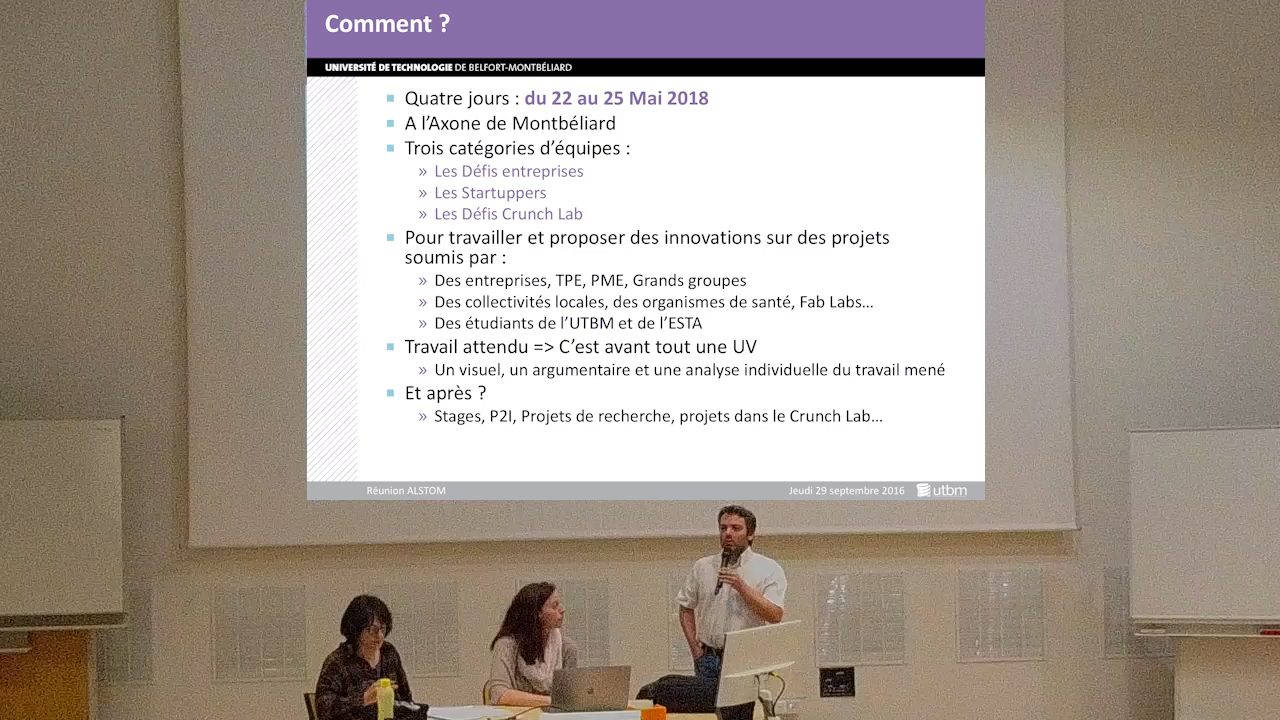 Comment ?
UNIVERSITÉ DE TECHNOLOGIE DE BELFORT-MONTBÉLIARD
Quatre jours : du 22 au 25 Mai 2018
A l’Axone de Montbéliard
Trois catégories d’équipes :
» Les Défis entreprises
» Les Startuppers
» Les Défis Crunch Lab
Pour travailler et proposer des innovations sur des projets
soumis par :
» Des entreprises, TPE, PME, Grands groupes
» Des collectivités locales, des organismes de santé, Fab Labs…
» Des étudiants de l’UTBM et de l’ESTA
Travail attendu => C’est avant tout une UV
» Un visuel, un argumentaire et une analyse individuelle du travail mené
Et après ?
» Stages, P2I, Projets de recherche, projets dans le Crunch Lab…
Réunion ALSTOM
Jeudi 29 septembre 2016
utbm